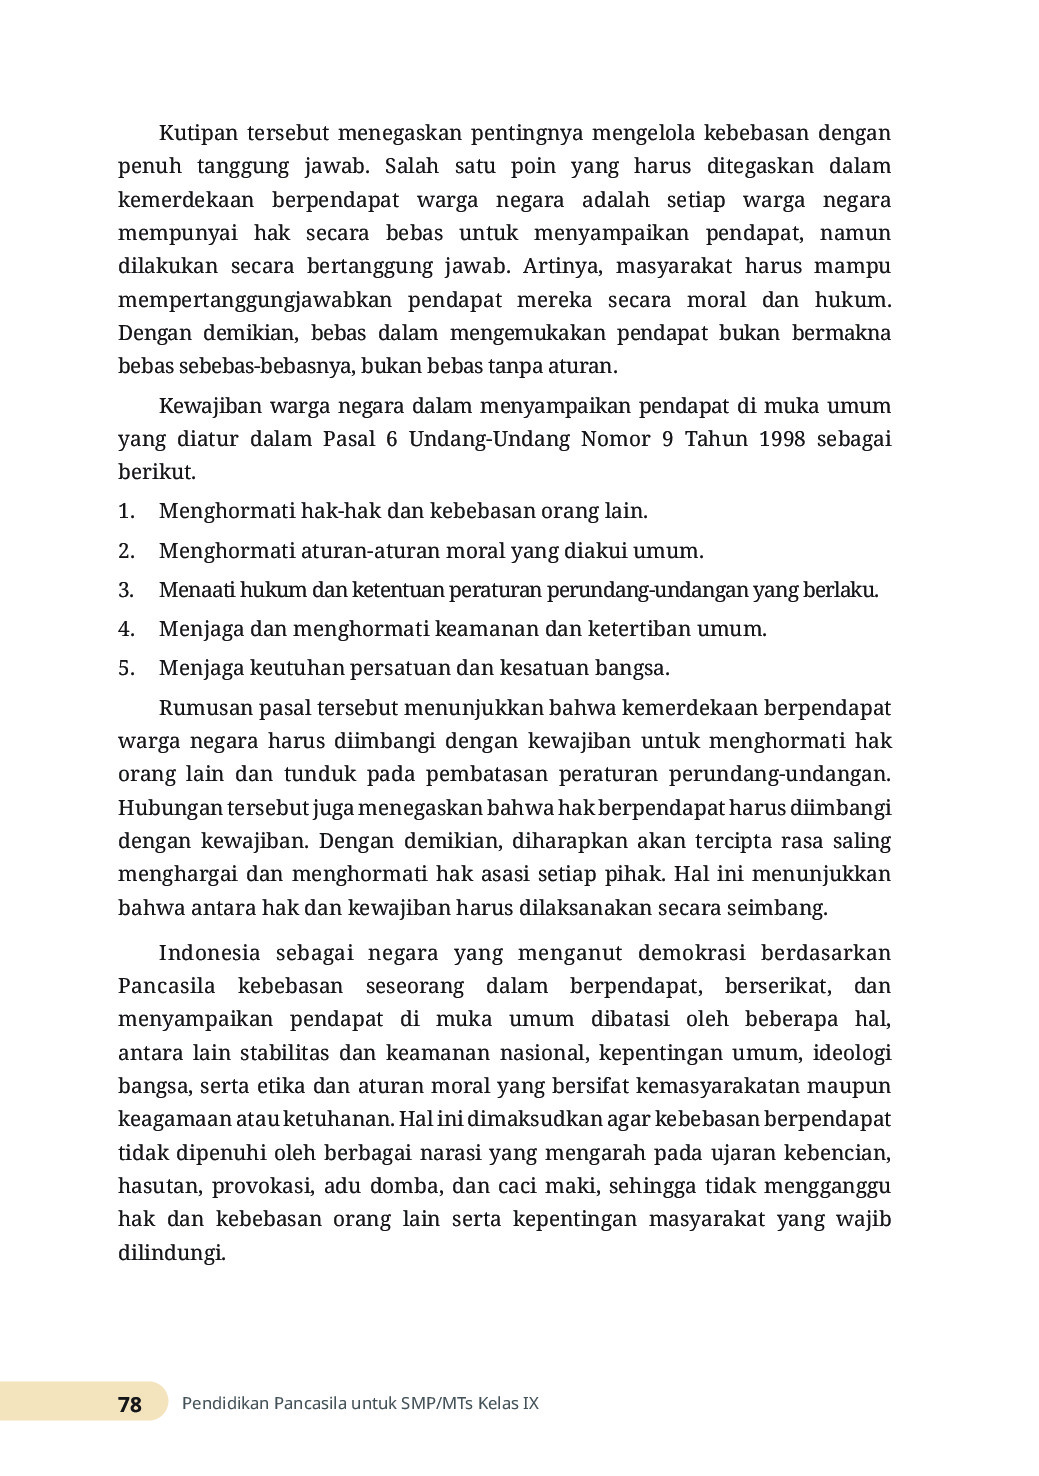 Kutipan tersebut menegaskan pentingnya mengelola kebebasan dengan
penuh tanggung jawab. Salah satu poin yang harus ditegaskan dalam
kemerdekaan berpendapat warga negara adalah setiap warga negara
mempunyai hak secara bebas untuk menyampaikan pendapat, namun
dilakukan secara bertanggung jawab. Artinya, masyarakat harus mampu
mempertanggungjawabkan pendapat mereka secara moral dan hukum.
Dengan demikian, bebas dalam mengemukakan pendapat bukan bermakna
bebas sebebas-bebasnya, bukan bebas tanpa aturan.
Kewajiban warga negara dalam menyampaikan pendapat di muka umum
yang diatur dalam Pasal 6 Undang-Undang Nomor 9 Tahun 1998 sebagai
berikut.
1. Menghormati hak-hak dan kebebasan orang lain.
2. Menghormati aturan-aturan moral yang diakui umum.
3. Menaati hukum dan ketentuan peraturan perundang-undangan yang berlaku.
4. Menjaga dan menghormati keamanan dan ketertiban umum.
5. Menjaga keutuhan persatuan dan kesatuan bangsa.
Rumusan pasal tersebut menunjukkan bahwa kemerdekaan berpendapat
warga negara harus diimbangi dengan kewajiban untuk menghormati hak
orang lain dan tunduk pada pembatasan peraturan perundang-undangan.
Hubungan tersebut juga menegaskan bahwa hak berpendapat harus diimbangi
dengan kewajiban. Dengan demikian, diharapkan akan tercipta rasa saling
menghargai dan menghormati hak asasi setiap pihak. Hal ini menunjukkan
bahwa antara hak dan kewajiban harus dilaksanakan secara seimbang.
Indonesia sebagai negara yang menganut demokrasi berdasarkan
Pancasila kebebasan seseorang dalam berpendapat, berserikat, dan
menyampaikan pendapat di muka umum dibatasi oleh beberapa hal,
antara lain stabilitas dan keamanan nasional, kepentingan umum, ideologi
bangsa, serta etika dan aturan moral yang bersifat kemasyarakatan maupun
keagamaan atau ketuhanan. Hal ini dimaksudkan agar kebebasan berpendapat
tidak dipenuhi oleh berbagai narasi yang mengarah pada ujaran kebencian,
hasutan, provokasi, adu domba, dan caci maki, sehingga tidak mengganggu
hak dan kebebasan orang lain serta kepentingan masyarakat yang wajib
dilindungi.
78 Pendidikan Pancasila untuk SMP/MTs Kelas IX